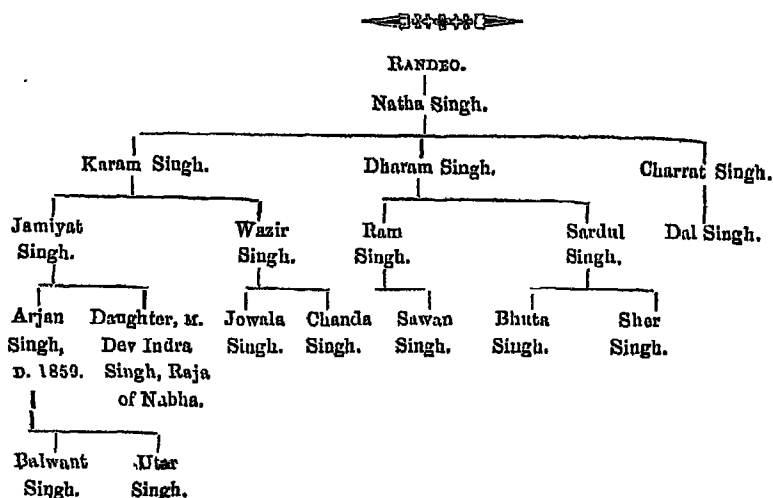 RANDEO.
Natha Singh.
Karam Singh. Dharam Singh. Charrat Singh.
Jamiyat Wazir Ram Sardul Dal Singh.
Singh. Singh. Singh. Singh.
Arjan Daughter, M. Jowala Chanda Sawan Bhuta Sher
Singh, Dev Indra Singh. Singh. Singh. Singh. Singh.
D. 1859. Singh, Raja
of Nabha.
Balwant Utar
Singh. Singh.